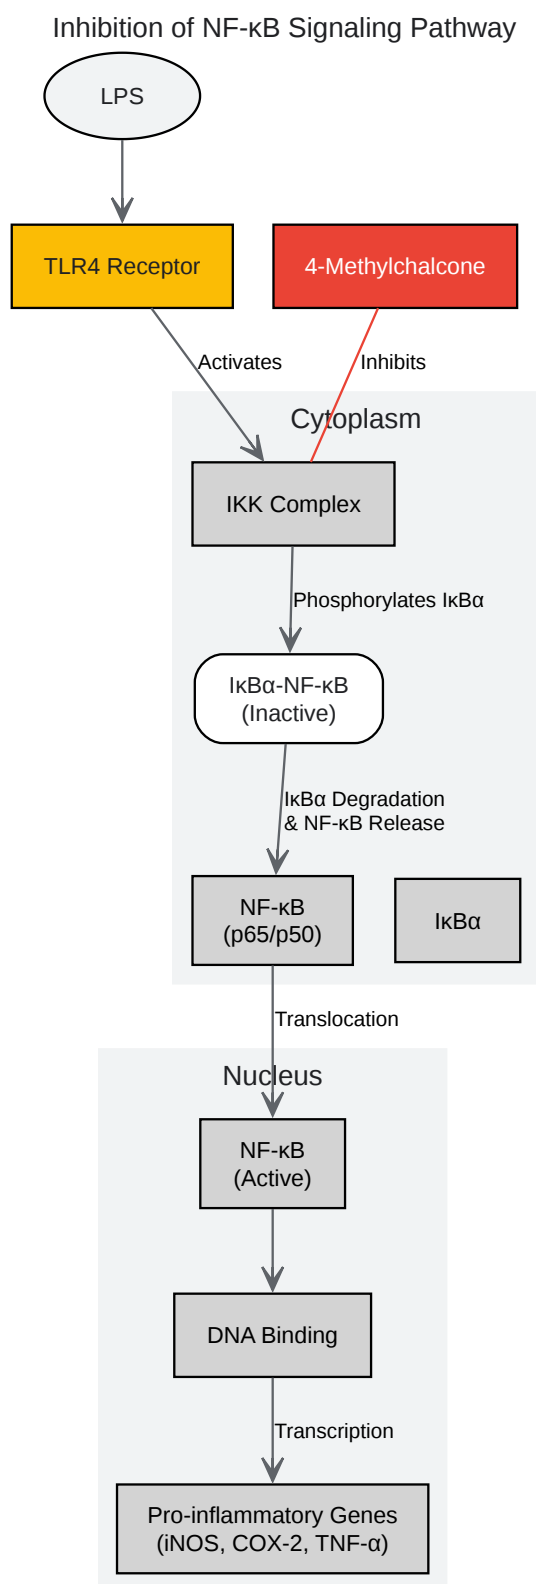 Inhibition of NF-κB Signaling Pathway
LPS
TLR4 Receptor
4-Methylchalcone
Activates
Inhibits
Cytoplasm
IKK Complex
Phosphorylates IκBα
IκBα-NF-κB
(Inactive)
IκBα Degradation
& NF-κB Release
NF-κB
(p65/p50)
IκBα
Translocation
Nucleus
NF-κB
(Active)
DNA Binding
Transcription
Pro-inflammatory Genes
(iNOS, COX-2, TNF-α)